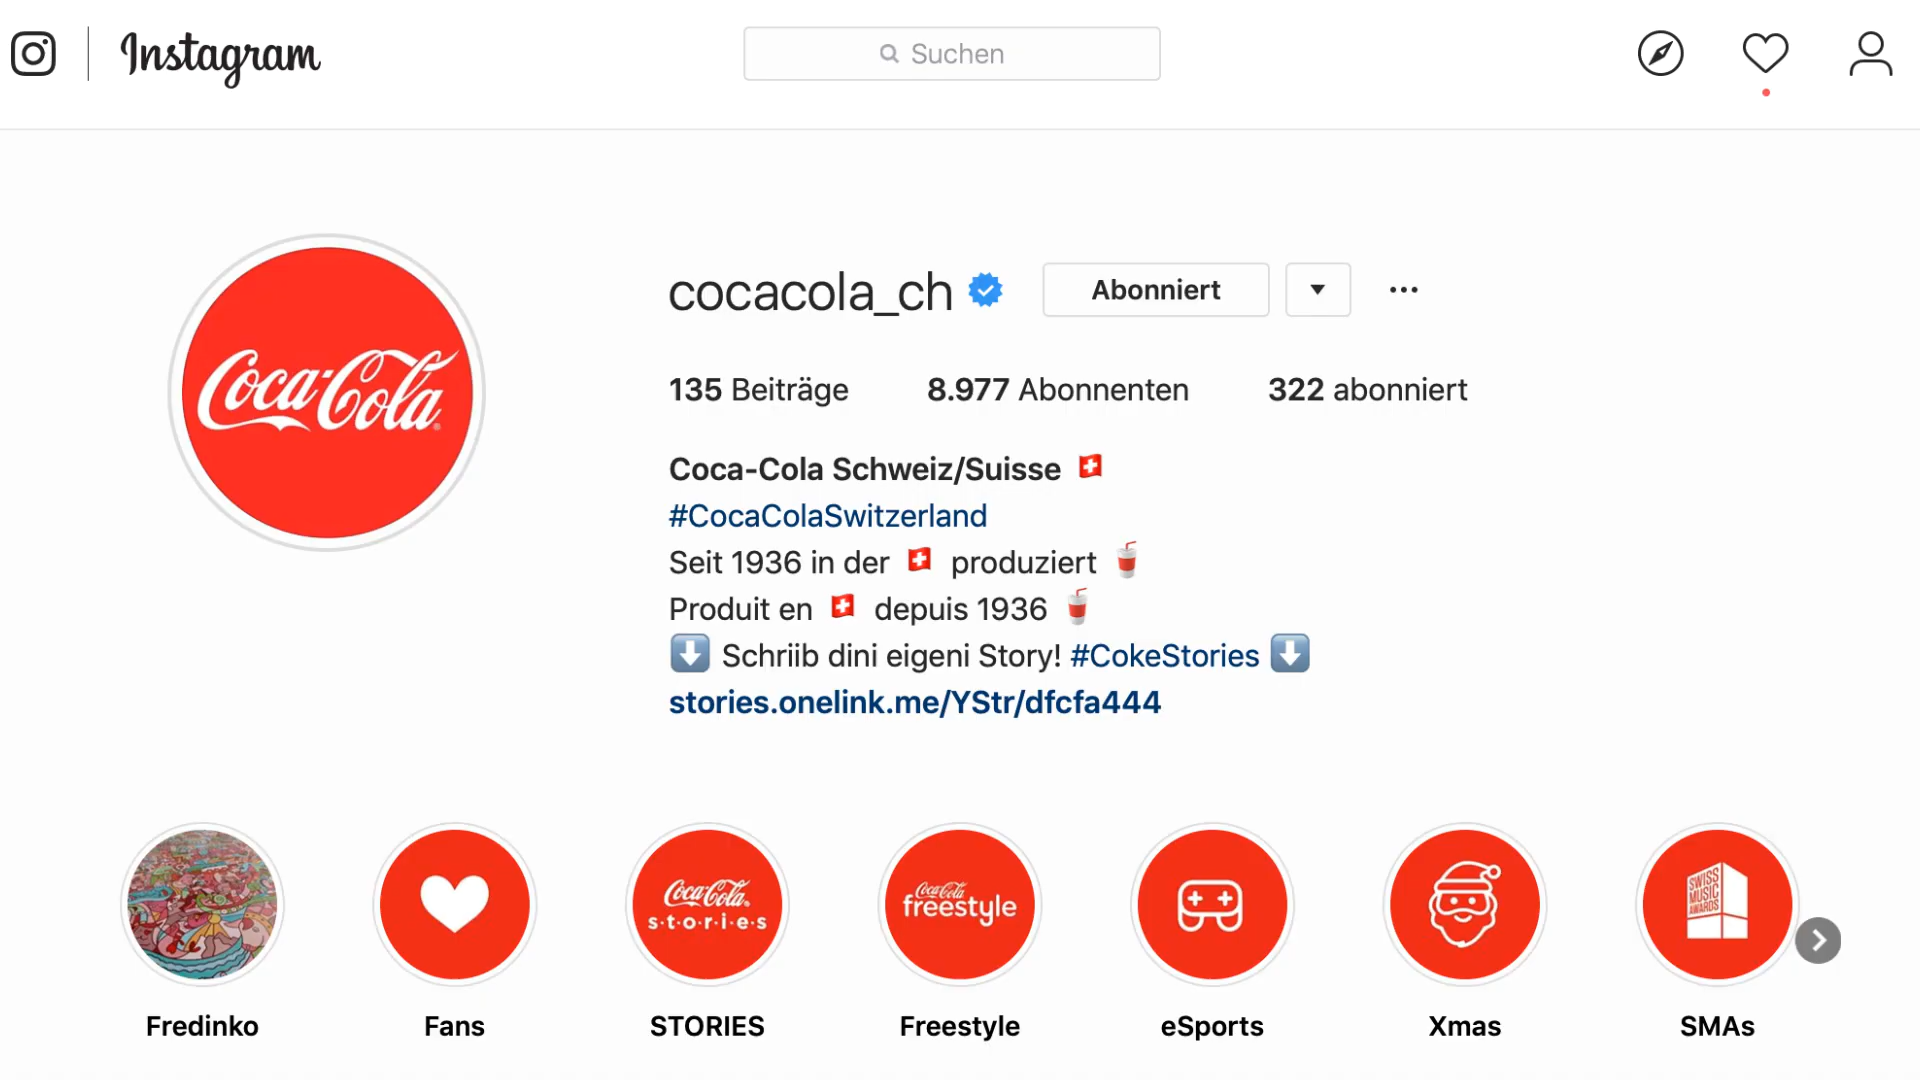 Instagram
Suchen
cocacola_ch
Abonniert
135 Beiträge
8.977 Abonnenten
322 abonniert
Coca-Cola
Coca-Cola Schweiz/Suisse 🇨🇭
#CocaColaSwitzerland
Seit 1936 in der 🇨🇭 produziert 🥤
Produit en 🇨🇭 depuis 1936 🥤
⬇️ Schriib dini eigeni Story! #CokeStories ⬇️
stories.onelink.me/YStr/dfcfa444
Coca-Cola
s·t·o·r·i·e·s
Coca-Cola
freestyle
SWISS
MUSIC
AWARDS
Fredinko
Fans
STORIES
Freestyle
eSports
Xmas
SMAs